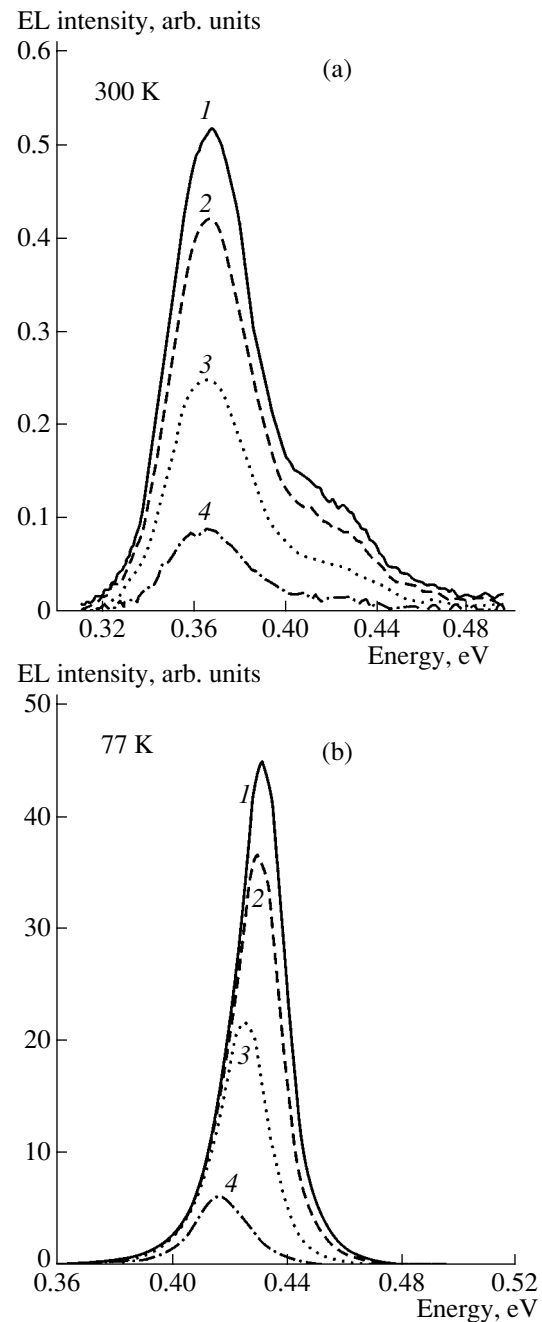 EL intensity, arb. units
0.6
300 K
(a)
1
0.5
2
0.4
3
0.3
0.2
4
0.1
0
0.32 0.36 0.40 0.44 0.48
Energy, eV
EL intensity, arb. units
50
77 K
(b)
1
40
2
30
3
20
10
4
0
0.36 0.40 0.44 0.48 0.52
Energy, eV